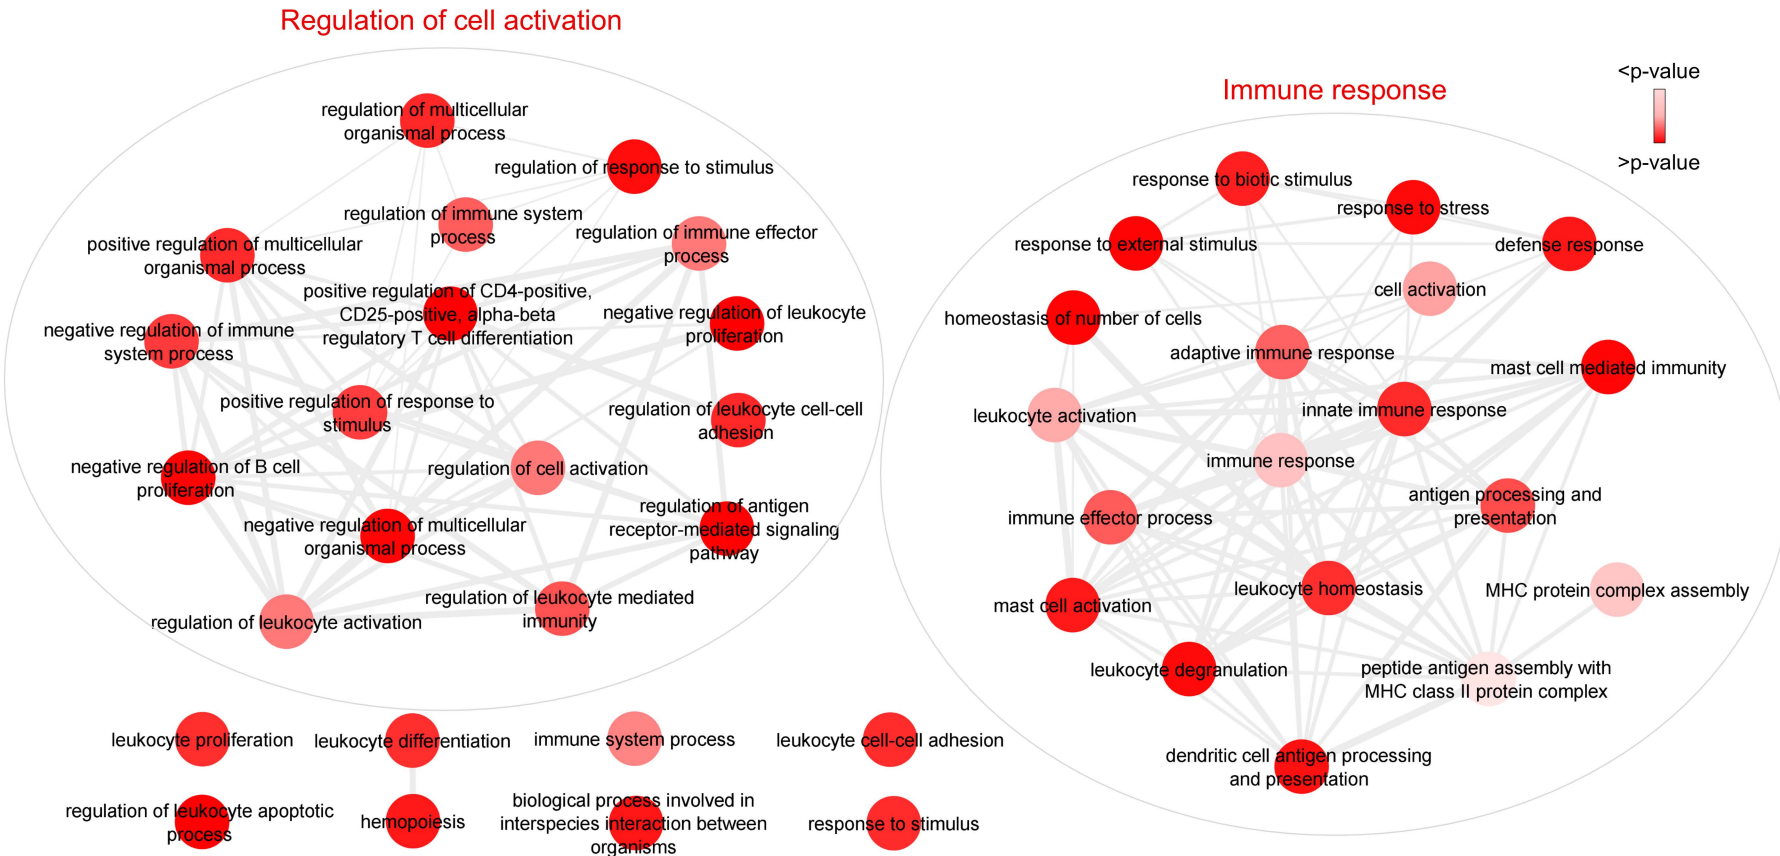 Regulation of cell activation
regulation of multicellular
organismal process
regulation of response to stimulus
regulation of immune system
process
regulation of immune effector
process
positive regulation of multicellular
organismal process
positive regulation of CD4-positive,
CD25-positive, alpha-beta
regulatory T cell differentiation
negative regulation of leukocyte
proliferation
negative regulation of immune
system process
positive regulation of response to
stimulus
regulation of leukocyte cell-cell
adhesion
negative regulation of B cell
proliferation
regulation of cell activation
negative regulation of multicellular
organismal process
regulation of antigen
receptor-mediated signaling
pathway
regulation of leukocyte activation
regulation of leukocyte mediated
immunity
Immune response
<p-value
>p-value
response to biotic stimulus
response to stress
response to external stimulus
defense response
cell activation
homeostasis of number of cells
adaptive immune response
mast cell mediated immunity
leukocyte activation
innate immune response
immune response
antigen processing and
presentation
immune effector process
mast cell activation
leukocyte homeostasis
MHC protein complex assembly
leukocyte degranulation
peptide antigen assembly with
MHC class II protein complex
dendritic cell antigen processing
and presentation
leukocyte proliferation
leukocyte differentiation
immune system process
leukocyte cell-cell adhesion
regulation of leukocyte apoptotic
process
hemopoiesis
biological process involved in
interspecies interaction between
organisms
response to stimulus